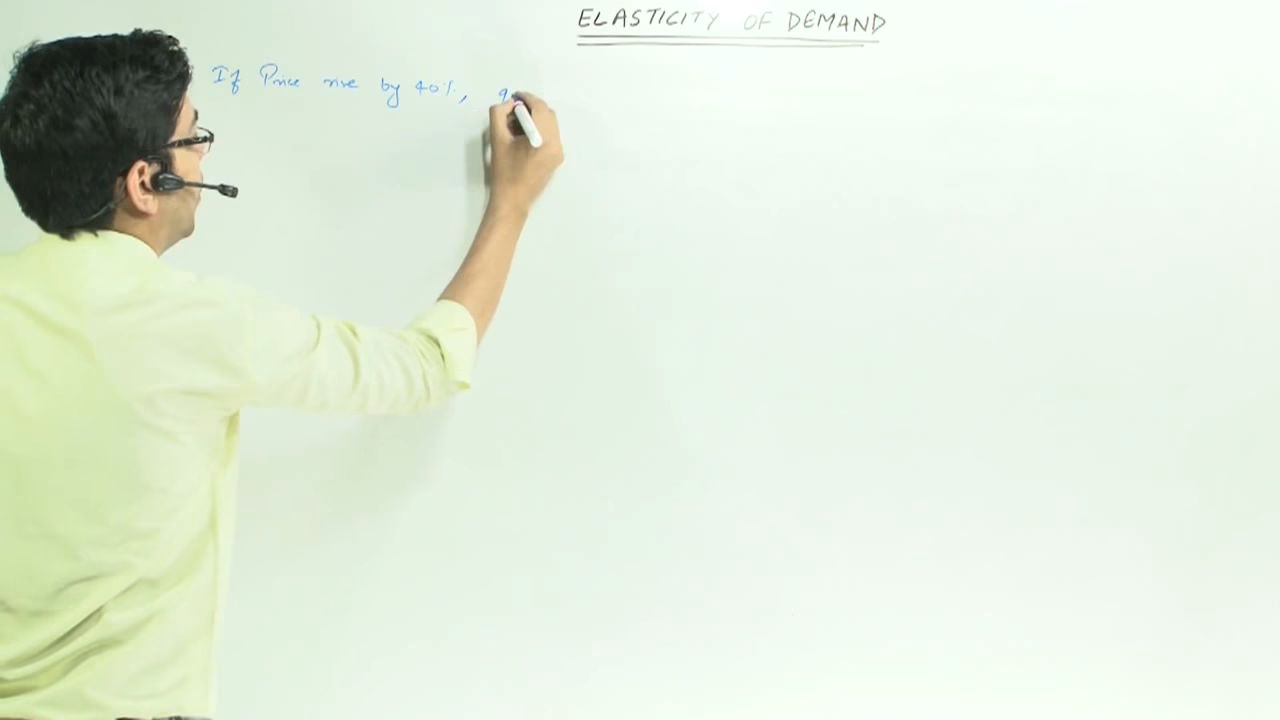 ELASTICITY OF DEMAND
If Price rise by 40%, q